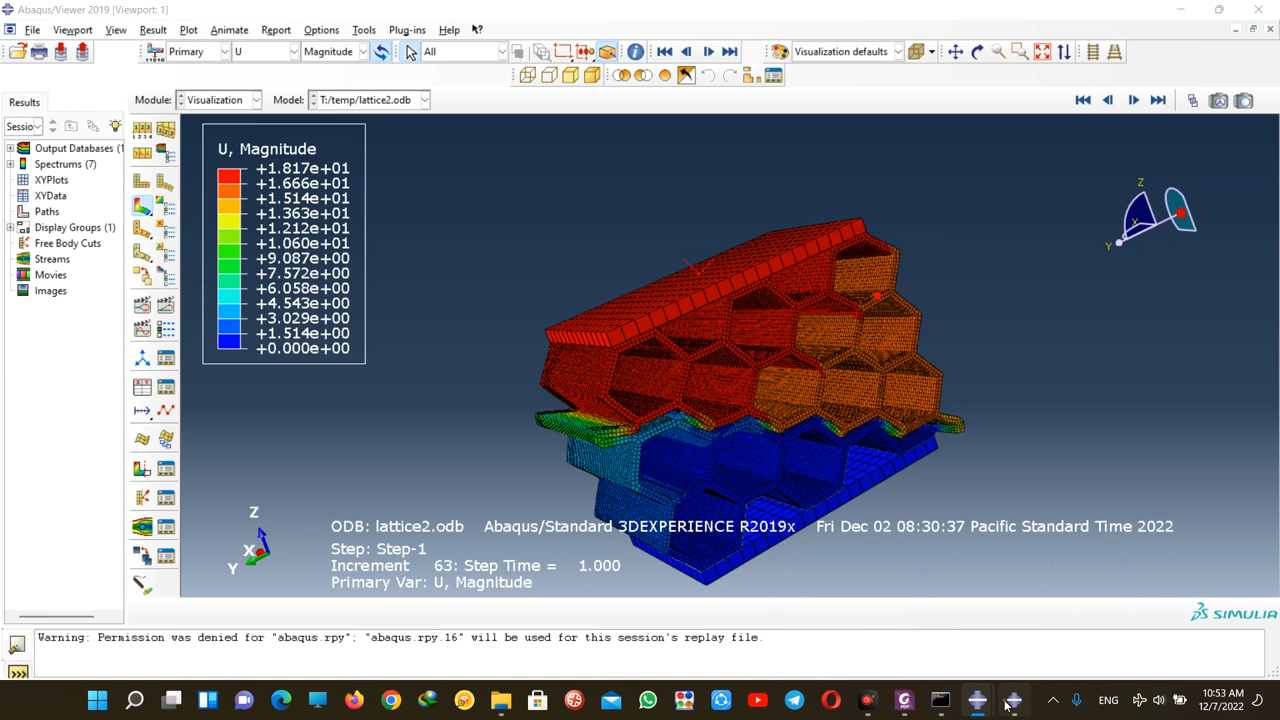 Abaqus/Viewer 2019 [Viewport: 1]
File Viewport View Result Plot Animate Report Options Tools Plug-ins Help
Primary U Magnitude All Visualization defaults
Results Module: Visualization Model: T:/temp/lattice2.odb
Sessio
Output Databases (1
Spectrums (7)
XYPlots
XYData
Paths
Display Groups (1)
Free Body Cuts
Streams
Movies
Images
U, Magnitude
+1.817e+01
+1.666e+01
+1.514e+01
+1.363e+01
+1.212e+01
+1.060e+01
+9.087e+00
+7.572e+00
+6.058e+00
+4.543e+00
+3.029e+00
+1.514e+00
+0.000e+00
Z
X
Y
Z
X
Y
ODB: lattice2.odb Abaqus/Standard 3DEXPERIENCE R2019x Fri Dec 02 08:30:37 Pacific Standard Time 2022
Step: Step-1
Increment 63: Step Time = 1.000
Primary Var: U, Magnitude
SIMULIA
Warning: Permission was denied for "abaqus.rpy"; "abaqus.rpy.16" will be used for this session's replay file.
ENG
10:53 AM
12/7/2022